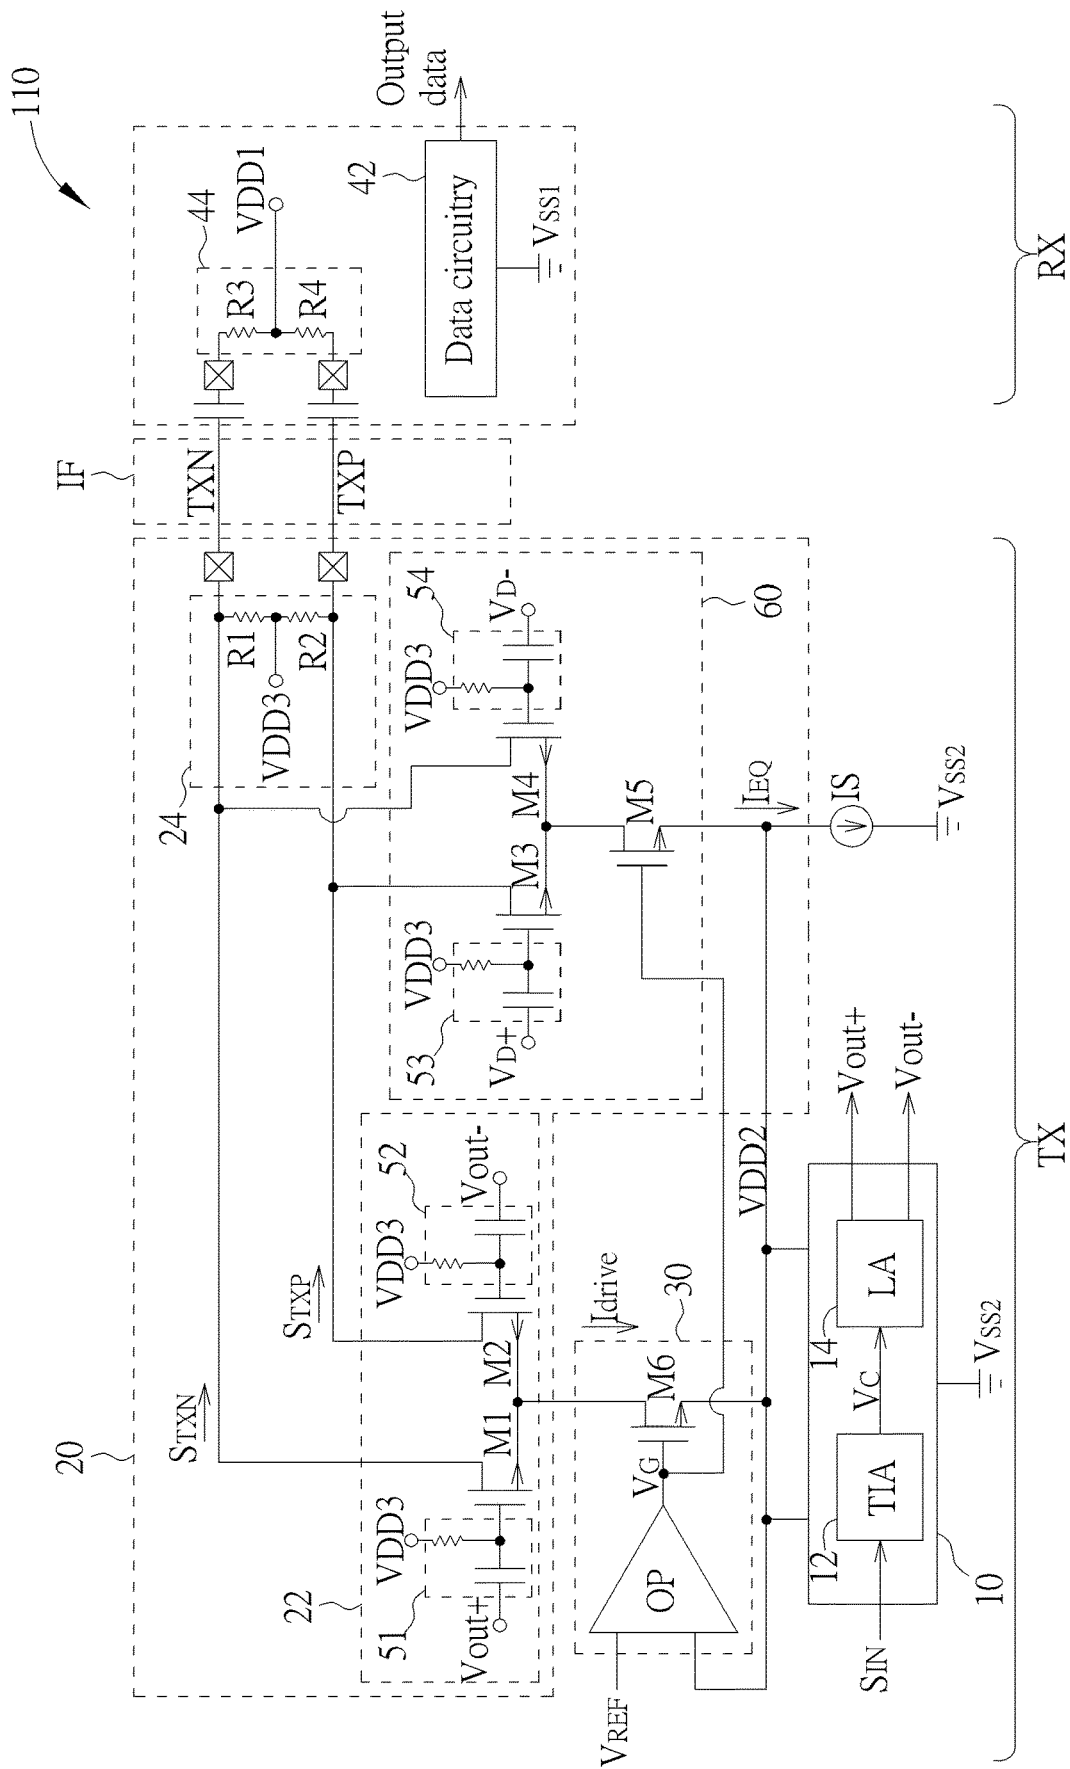 110
20
STXN
STXP
22
51
VDD3
Vout+
M1
M2
VDD3
52
Vout-
24
R1
R2
VDD3
IF
TXN
TXP
44
R3
R4
VDD1
42
Data circuitry
VSS1
Output
data
53
VDD3
VD+
M3
M4
VDD3
54
VD-
M5
60
IEQ
IS
VSS2
VREF
OP
VG
M6
30
Idrive
VDD2
SIN
12
TIA
VC
14
LA
10
VSS2
Vout+
Vout-
TX
RX